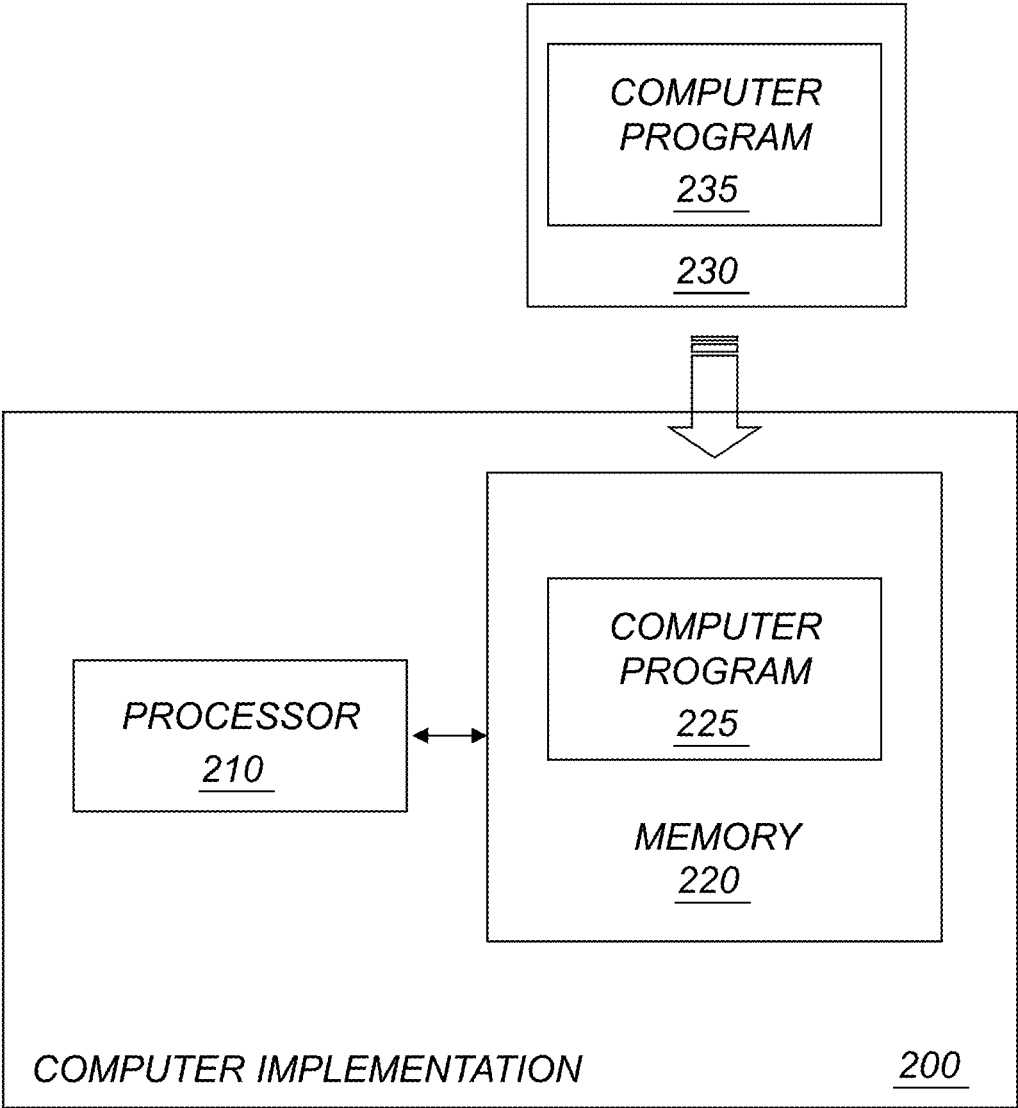 COMPUTER
PROGRAM
235
230
COMPUTER
PROGRAM
225
PROCESSOR
210
MEMORY
220
COMPUTER IMPLEMENTATION 200